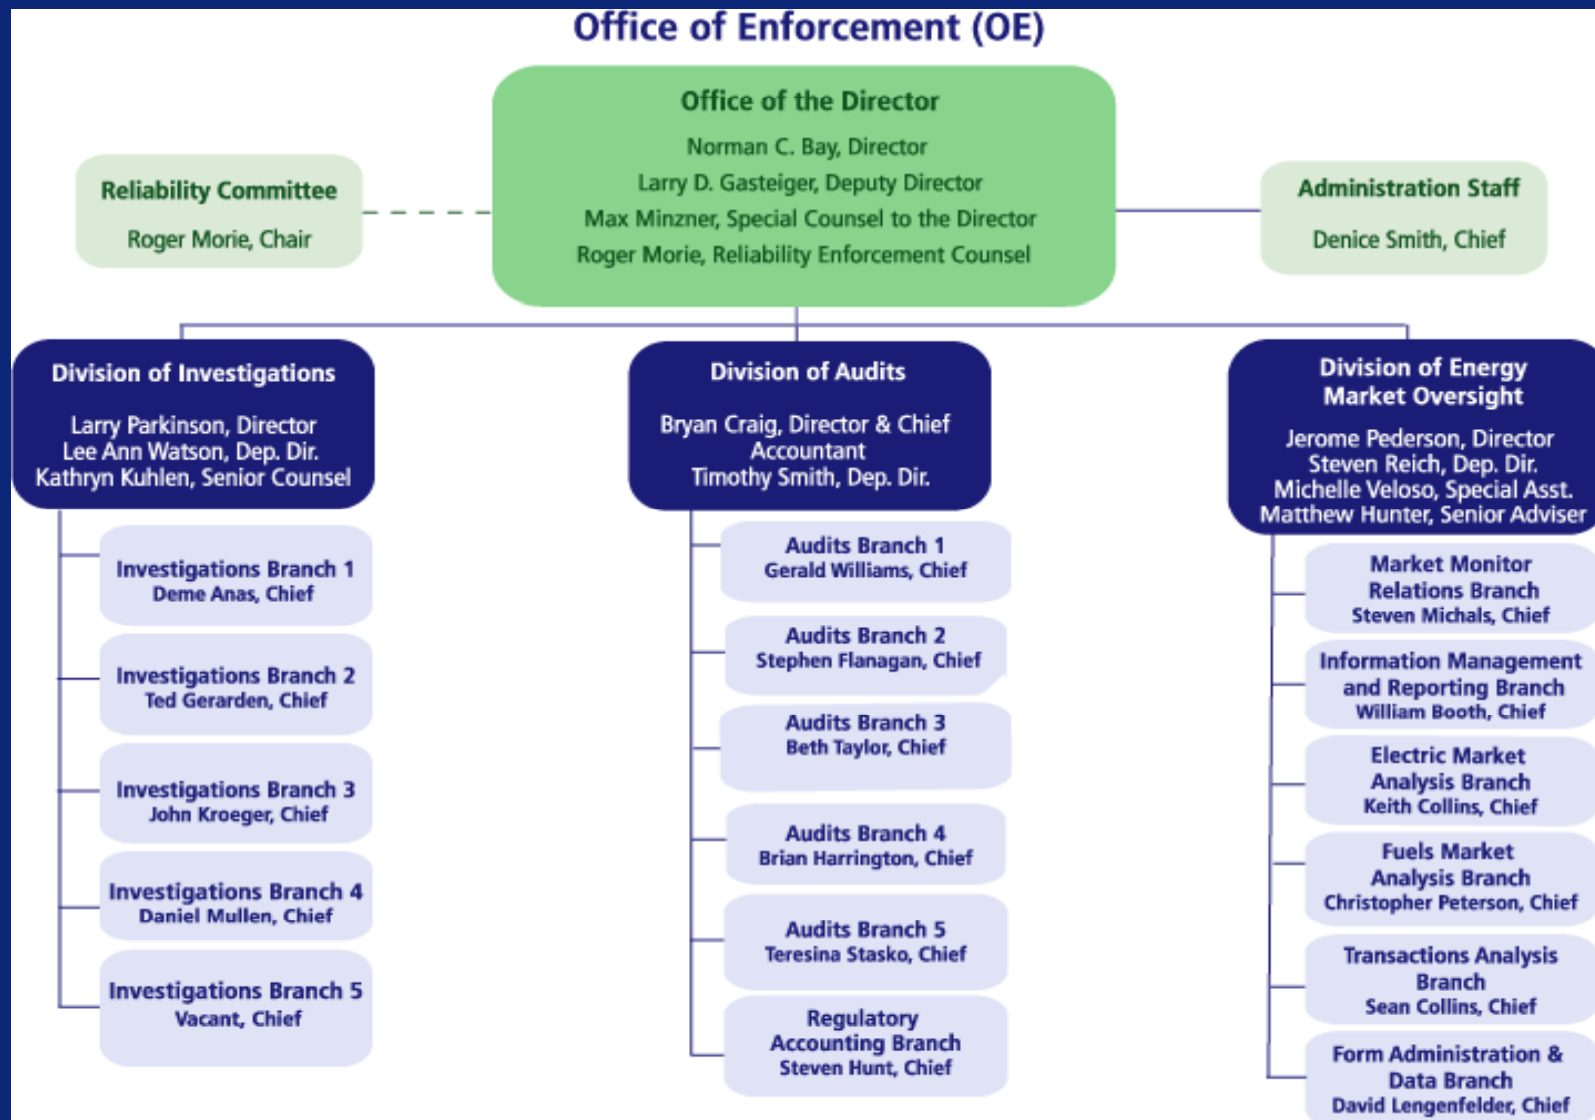 Office of Enforcement (OE)
Office of the Director
Norman C. Bay, Director
Larry D. Gasteiger, Deputy Director
Max Minzner, Special Counsel to the Director
Roger Morie, Reliability Enforcement Counsel
Reliability Committee
Roger Morie, Chair
Administration Staff
Denice Smith, Chief
Division of Investigations
Larry Parkinson, Director
Lee Ann Watson, Dep. Dir.
Kathryn Kuhlen, Senior Counsel
Investigations Branch 1
Deme Anas, Chief
Investigations Branch 2
Ted Gerarden, Chief
Investigations Branch 3
John Kroeger, Chief
Investigations Branch 4
Daniel Mullen, Chief
Investigations Branch 5
Vacant, Chief
Division of Audits
Bryan Craig, Director & Chief
Accountant
Timothy Smith, Dep. Dir.
Audits Branch 1
Gerald Williams, Chief
Audits Branch 2
Stephen Flanagan, Chief
Audits Branch 3
Beth Taylor, Chief
Audits Branch 4
Brian Harrington, Chief
Audits Branch 5
Teresina Stasko, Chief
Regulatory
Accounting Branch
Steven Hunt, Chief
Division of Energy
Market Oversight
Jerome Pederson, Director
Steven Reich, Dep. Dir.
Michelle Veloso, Special Asst.
Matthew Hunter, Senior Adviser
Market Monitor
Relations Branch
Steven Michals, Chief
Information Management
and Reporting Branch
William Booth, Chief
Electric Market
Analysis Branch
Keith Collins, Chief
Fuels Market
Analysis Branch
Christopher Peterson, Chief
Transactions Analysis
Branch
Sean Collins, Chief
Form Administration &
Data Branch
David Lengenfelder, Chief